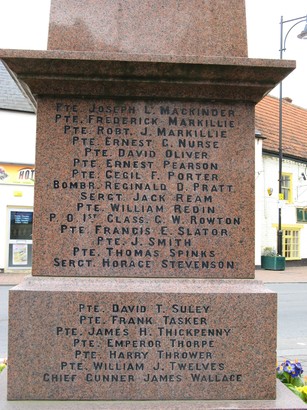 PTE. JOSEPH L. MACKINDER
PTE. FREDERICK MARKILLIE
PTE. ROBT. J. MARKILLIE
PTE. ERNEST C. NURSE
PTE. DAVID OLIVER
PTE. ERNEST PEARSON
PTE. CECIL F. PORTER
BOMBR. REGINALD D. PRATT.
SERGT. JACK REAM
PTE. WILLIAM REDIN
P. O. 1ST CLASS. G. W. ROWTON
PTE. FRANCIS E. SLATOR.
PTE. J. SMITH
PTE. THOMAS SPINKS
SERGT. HORACE STEVENSON
PTE. DAVID T. SULEY
PTE. FRANK TASKER
PTE. JAMES H. THICKPENNY
PTE. EMPEROR THORPE
PTE. HARRY THROWER
PTE. WILLIAM J. TWELVES
CHIEF GUNNER JAMES WALLACE